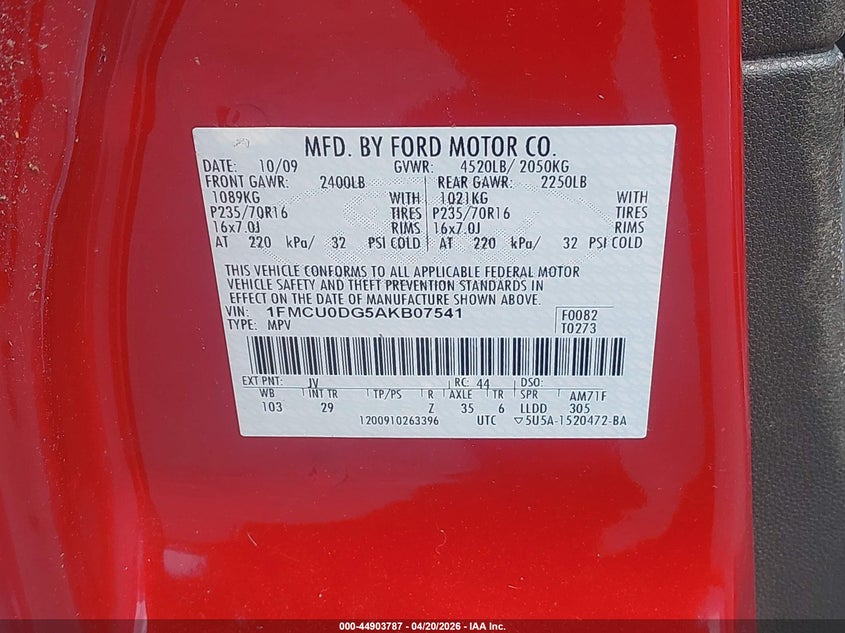 MFD. BY FORD MOTOR CO.
DATE: 10/09 GVWR: 4520LB/ 2050KG
FRONT GAWR: 2400LB REAR GAWR: 2250LB
1089KG WITH 1021KG WITH
P235/70R16 TIRES P235/70R16 TIRES
16x7.0J RIMS 16x7.0J RIMS
AT 220 kPa/ 32 PSI COLD AT 220 kPa/ 32 PSI COLD
THIS VEHICLE CONFORMS TO ALL APPLICABLE FEDERAL MOTOR
VEHICLE SAFETY AND THEFT PREVENTION STANDARDS IN
EFFECT ON THE DATE OF MANUFACTURE SHOWN ABOVE.
VIN: 1FMCU0DG5AKB07541 F0082
TYPE: MPV T0273
EXT PNT: JV RC: 44 DSO:
WB INT TR TP/PS R AXLE TR SPR AM71F
103 29 Z 35 6 LLDD 305
1200910263396 UTC ▽5U5A-1520472-BA
000-44903787 - 04/20/2026 - IAA Inc.